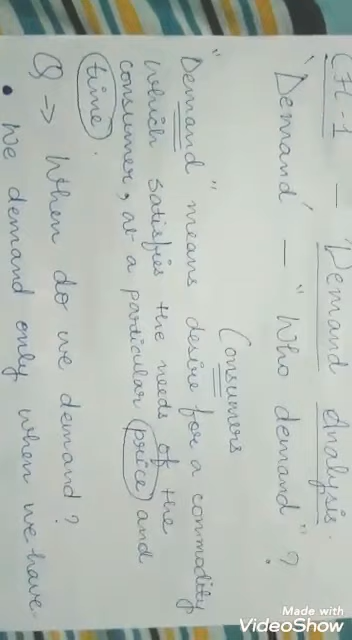 CH-1 - "Demand Analysis.
'Demand' - "Who demand"?
Consumers
"Demand" means desire for a commodity
which satisfies the needs of the
consumer, at a particular price and
time.
Q → When do we demand?
• We demand only when we have
Made with
VideoShow